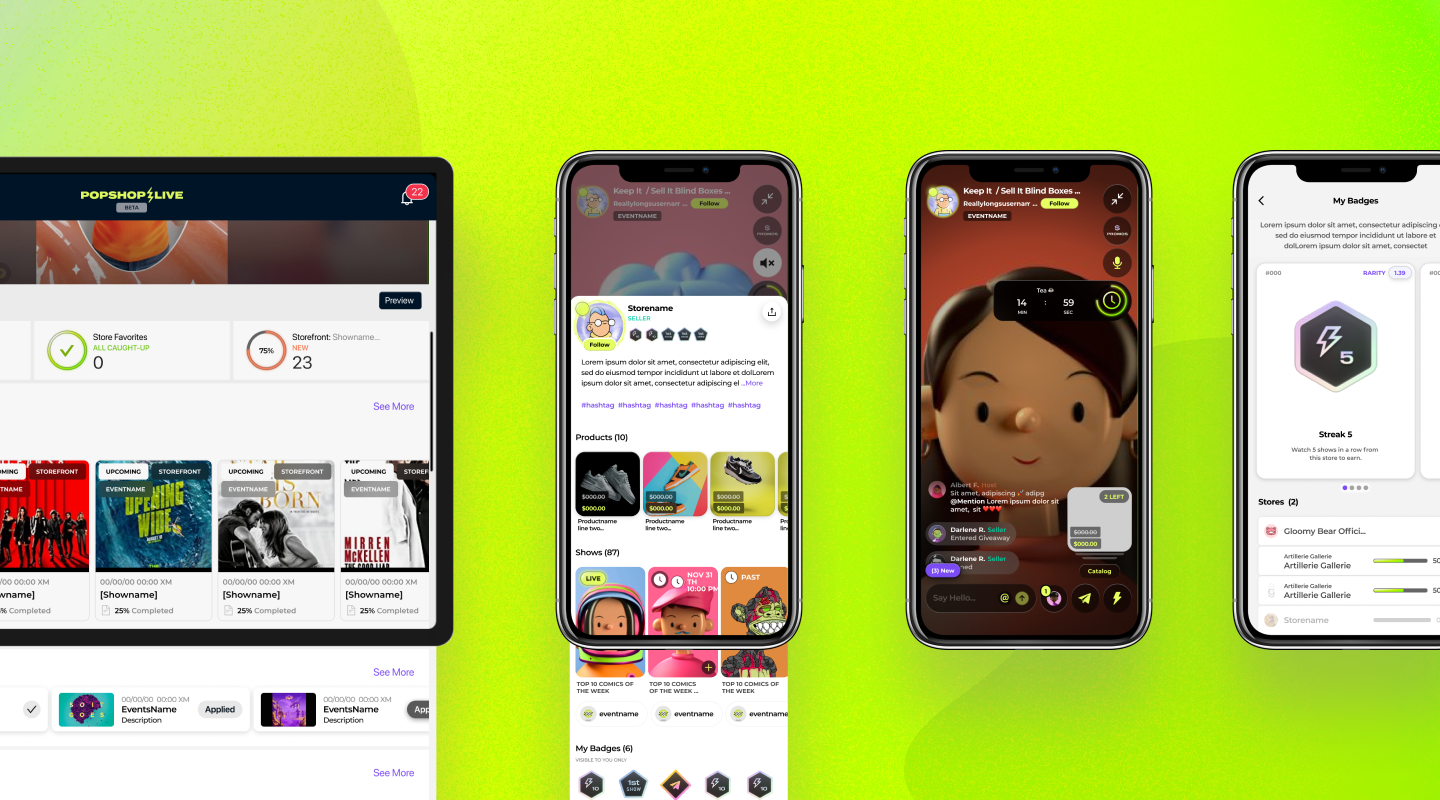 POPSHOP LIVE
BETA
22
Preview
Store Favorites
ALL CAUGHT-UP
0
75%
Storefront: Showname...
NEW
23
See More
UPCOMING
STOREFRONT
EVENTNAME
OPENING
WIDE
UPCOMING
STOREFRONT
EVENTNAME
BORN
UPCOMING
EVENTNAME
MIRREN
MCKELLEN
THE GOOD LIAR
00/00 00:00 XM
00/00/00 00:00 XM
[Showname]
25% Completed
00/00/00 00:00 XM
[Showname]
25% Completed
00/00/00 00:00 XM
[Showname]
25% Completed
See More
00/00/00 00:00 XM
EventsName
Description
Applied
00/00/00 00:00 XM
EventsName
Description
App
See More
Keep It / Sell It Blind Boxes ...
Reallylongsusernarr ...
Follow
EVENTNAME
$
PROMOS
Storename
SELLER
Follow
Lorem ipsum dolor sit amet, consectetur adipiscing elit,
sed do eiusmod tempor incididunt ut labore et dolLorem
ipsum dolor sit amet, consectetur adipiscing el ...More
#hashtag #hashtag #hashtag #hashtag #hashtag
Products (10)
$000.00
$000.00
$000.00
$000.00
$000.00
$000.00
Productname
line two...
Productname
line two...
Productname
line two...
Shows (87)
LIVE
NOV 31
TH
10:00 PM
PAST
TOP 10 COMICS OF
THE WEEK
TOP 10 COMICS
OF THE WEEK ...
TOP 10 COMICS OF
THE WEEK
eventname
eventname
eventname
My Badges (6)
VISIBLE TO YOU ONLY
10
1st
SHOW
10
10
Keep It / Sell It Blind Boxes ...
Reallylongsusernarr ...
Follow
EVENTNAME
$
PROMOS
Tea
14 : 59
MIN SEC
Albert F. Host
Sit amet, adipiscing adipg
@Mention Lorem ipsum dolor sit
amet, sit
Darlene R. Seller
Entered Giveaway
Darlene R. Seller
(3) New
2 LEFT
$000.00
$000.00
Catalog
Say Hello...
@
1
My Badges
Lorem ipsum dolor sit amet, consectetur adipiscing
sed do eiusmod tempor incididunt ut labore et
dolLorem ipsum dolor sit amet, consectet
#000
RARITY 1.39
5
Streak 5
Watch 5 shows in a row from
this store to earn.
Stores (2)
Gloomy Bear Offici...
Artillerie Gallerie
Artillerie Gallerie
Artillerie Gallerie
Artillerie Gallerie
Storename